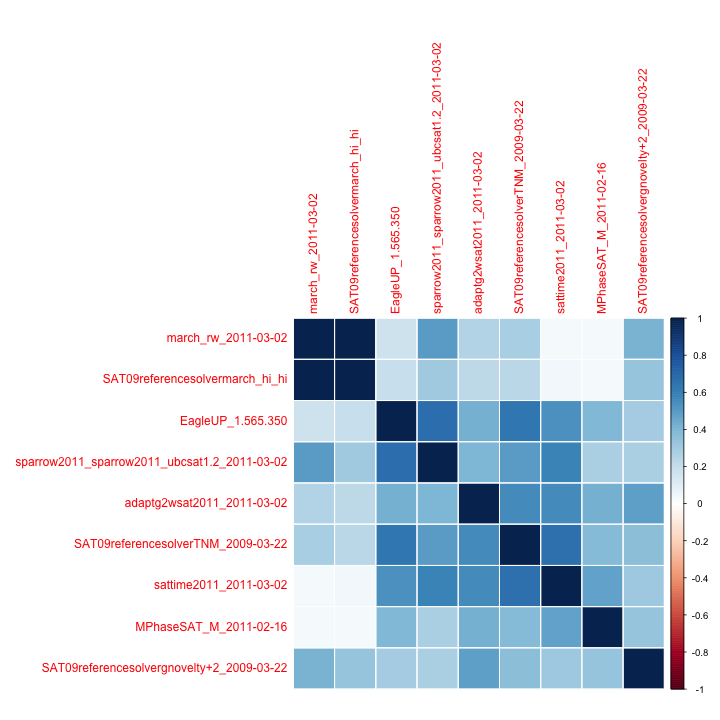 march_rw_2011-03-02
SAT09referencesolvermarch_hi_hi
EagleUP_1.565.350
sparrow2011_sparrow2011_ubcsat1.2_2011-03-02
adaptg2wsat2011_2011-03-02
SAT09referencesolverTNM_2009-03-22
sattime2011_2011-03-02
MPhaseSAT_M_2011-02-16
SAT09referencesolvergnovelty+2_2009-03-22
march_rw_2011-03-02
SAT09referencesolvermarch_hi_hi
EagleUP_1.565.350
sparrow2011_sparrow2011_ubcsat1.2_2011-03-02
adaptg2wsat2011_2011-03-02
SAT09referencesolverTNM_2009-03-22
sattime2011_2011-03-02
MPhaseSAT_M_2011-02-16
SAT09referencesolvergnovelty+2_2009-03-22
1
0.8
0.6
0.4
0.2
0
-0.2
-0.4
-0.6
-0.8
-1